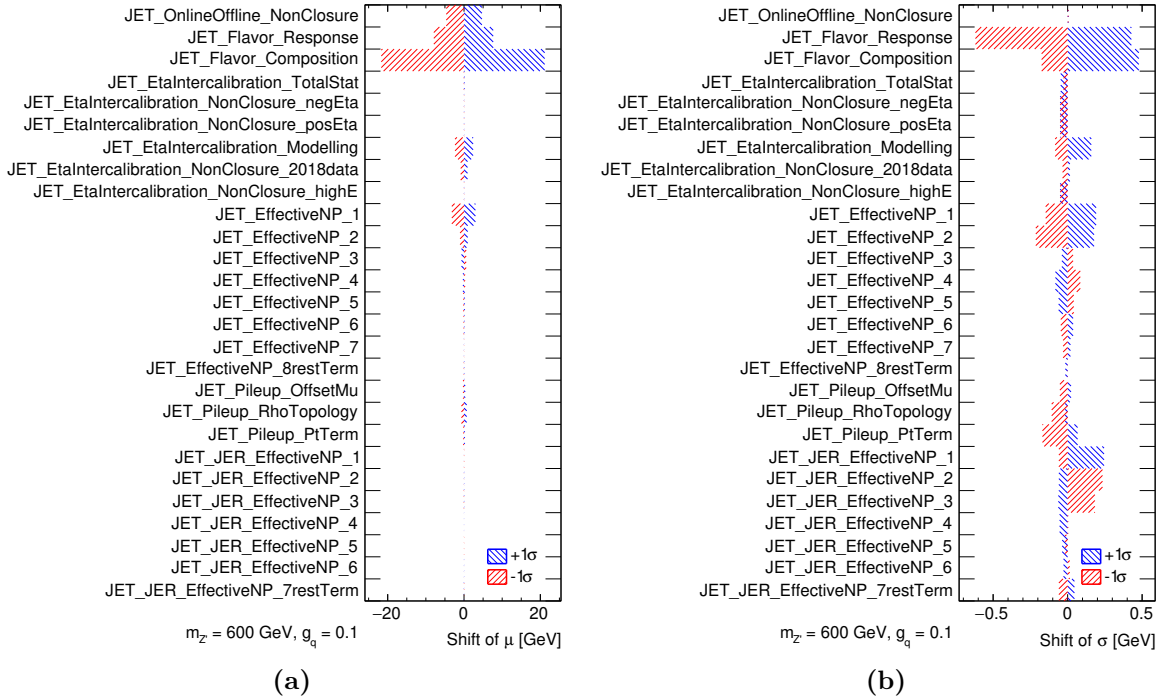 JET_OnlineOffline_NonClosure
JET_Flavor_Response
JET_Flavor_Composition
JET_EtaIntercalibration_TotalStat
JET_EtaIntercalibration_NonClosure_negEta
JET_EtaIntercalibration_NonClosure_posEta
JET_EtaIntercalibration_Modelling
JET_EtaIntercalibration_NonClosure_2018data
JET_EtaIntercalibration_NonClosure_highE
JET_EffectiveNP_1
JET_EffectiveNP_2
JET_EffectiveNP_3
JET_EffectiveNP_4
JET_EffectiveNP_5
JET_EffectiveNP_6
JET_EffectiveNP_7
JET_EffectiveNP_8restTerm
JET_Pileup_OffsetMu
JET_Pileup_RhoTopology
JET_Pileup_PtTerm
JET_JER_EffectiveNP_1
JET_JER_EffectiveNP_2
JET_JER_EffectiveNP_3
JET_JER_EffectiveNP_4
JET_JER_EffectiveNP_5
JET_JER_EffectiveNP_6
JET_JER_EffectiveNP_7restTerm
+1σ
-1σ
−20 0 20
m_Z' = 600 GeV, g_q = 0.1
Shift of μ [GeV]
(a)
JET_OnlineOffline_NonClosure
JET_Flavor_Response
JET_Flavor_Composition
JET_EtaIntercalibration_TotalStat
JET_EtaIntercalibration_NonClosure_negEta
JET_EtaIntercalibration_NonClosure_posEta
JET_EtaIntercalibration_Modelling
JET_EtaIntercalibration_NonClosure_2018data
JET_EtaIntercalibration_NonClosure_highE
JET_EffectiveNP_1
JET_EffectiveNP_2
JET_EffectiveNP_3
JET_EffectiveNP_4
JET_EffectiveNP_5
JET_EffectiveNP_6
JET_EffectiveNP_7
JET_EffectiveNP_8restTerm
JET_Pileup_OffsetMu
JET_Pileup_RhoTopology
JET_Pileup_PtTerm
JET_JER_EffectiveNP_1
JET_JER_EffectiveNP_2
JET_JER_EffectiveNP_3
JET_JER_EffectiveNP_4
JET_JER_EffectiveNP_5
JET_JER_EffectiveNP_6
JET_JER_EffectiveNP_7restTerm
+1σ
-1σ
−0.5 0 0.5
m_Z' = 600 GeV, g_q = 0.1
Shift of σ [GeV]
(b)